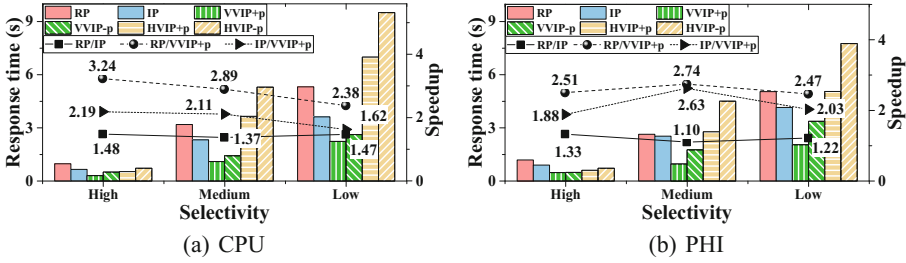 RP IP VVIP+p
VVIP-p HVIP+p HVIP-p
RP/IP RP/VVIP+p IP/VVIP+p
Response time (s)
9
6
3
0
3.24
2.89
2.38
2.19
2.11
1.62
1.48
1.37
1.47
4
2
0
Speedup
High Medium Low
Selectivity
(a) CPU
RP IP VVIP+p
VVIP-p HVIP+p HVIP-p
RP/IP RP/VVIP+p IP/VVIP+p
Response time (s)
9
6
3
0
2.51
2.74
2.47
1.88
2.63
2.03
1.33
1.10
1.22
4
2
0
Speedup
High Medium Low
Selectivity
(b) PHI